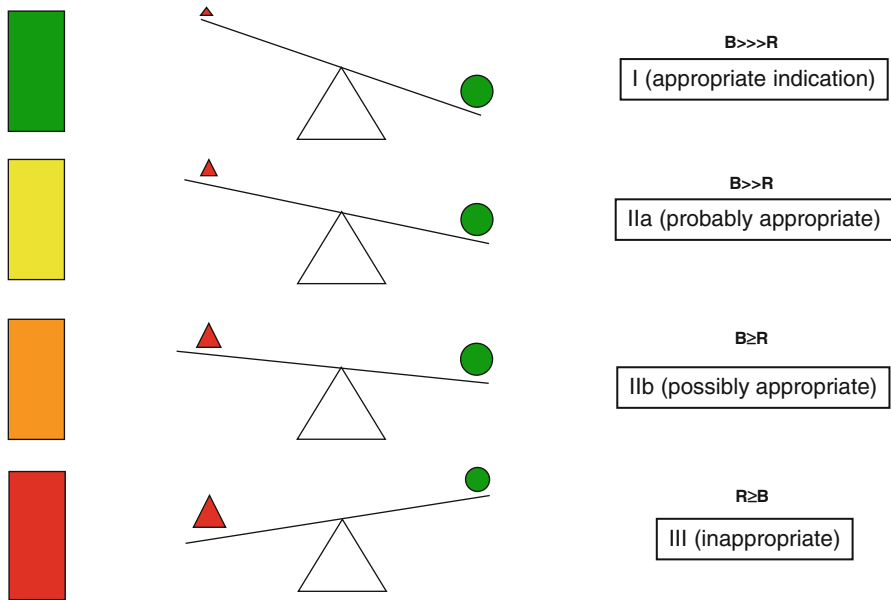 B>>>R
I (appropriate indication)
B>>R
IIa (probably appropriate)
B≥R
IIb (possibly appropriate)
R≥B
III (inappropriate)